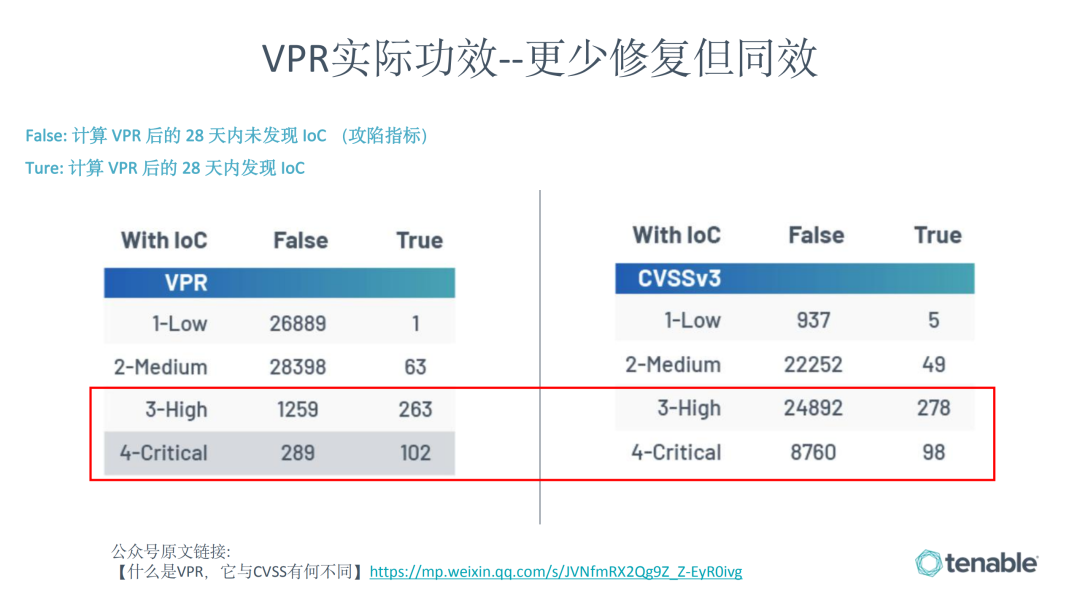 VPR实际功效--更少修复但同效
False: 计算 VPR 后的 28 天内未发现 IoC （攻陷指标）
Ture: 计算 VPR 后的 28 天内发现 IoC
With IoC False True
VPR
1-Low 26889 1
2-Medium 28398 63
3-High 1259 263
4-Critical 289 102
With IoC False True
CVSSv3
1-Low 937 5
2-Medium 22252 49
3-High 24892 278
4-Critical 8760 98
公众号原文链接:
【什么是VPR，它与CVSS有何不同】https://mp.weixin.qq.com/s/JVNfmRX2Qg9Z_Z-EyR0ivg
tenable